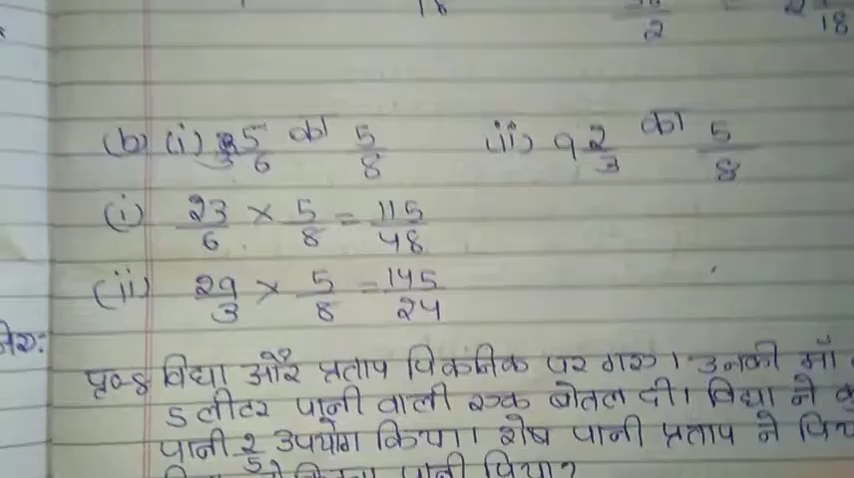 (b) (i) 3 5/6 का 5/8 (ii) 9 2/3 का 5/8
(i) 23/6 × 5/8 = 115/48
(ii) 29/3 × 5/8 = 145/24
प्र०8 विद्या और प्रताप पिकनिक पर गए। उनकी माँ
5 लीटर पानी वाली एक बोतल दी। विद्या ने कु
पानी 2/5 उपयोग किया। शेष पानी प्रताप ने पिय
पानी पिया?